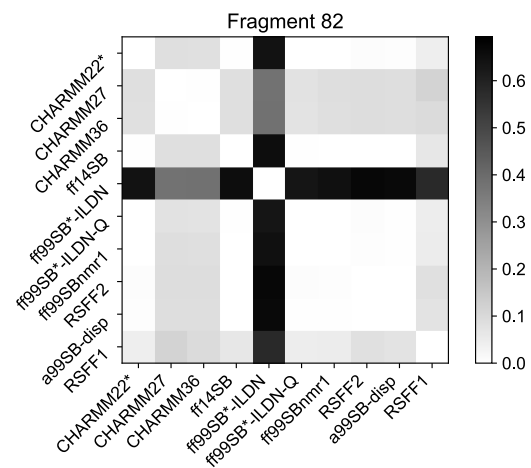 Fragment 82
CHARMM22*
CHARMM27
CHARMM36
ff14SB
ff99SB*-ILDN
ff99SB*-ILDN-Q
ff99SBnmr1
RSFF2
a99SB-disp
RSFF1
CHARMM22*
CHARMM27
CHARMM36
ff14SB
ff99SB*-ILDN
ff99SB*-ILDN-Q
ff99SBnmr1
RSFF2
a99SB-disp
RSFF1
0.6
0.5
0.4
0.3
0.2
0.1
0.0